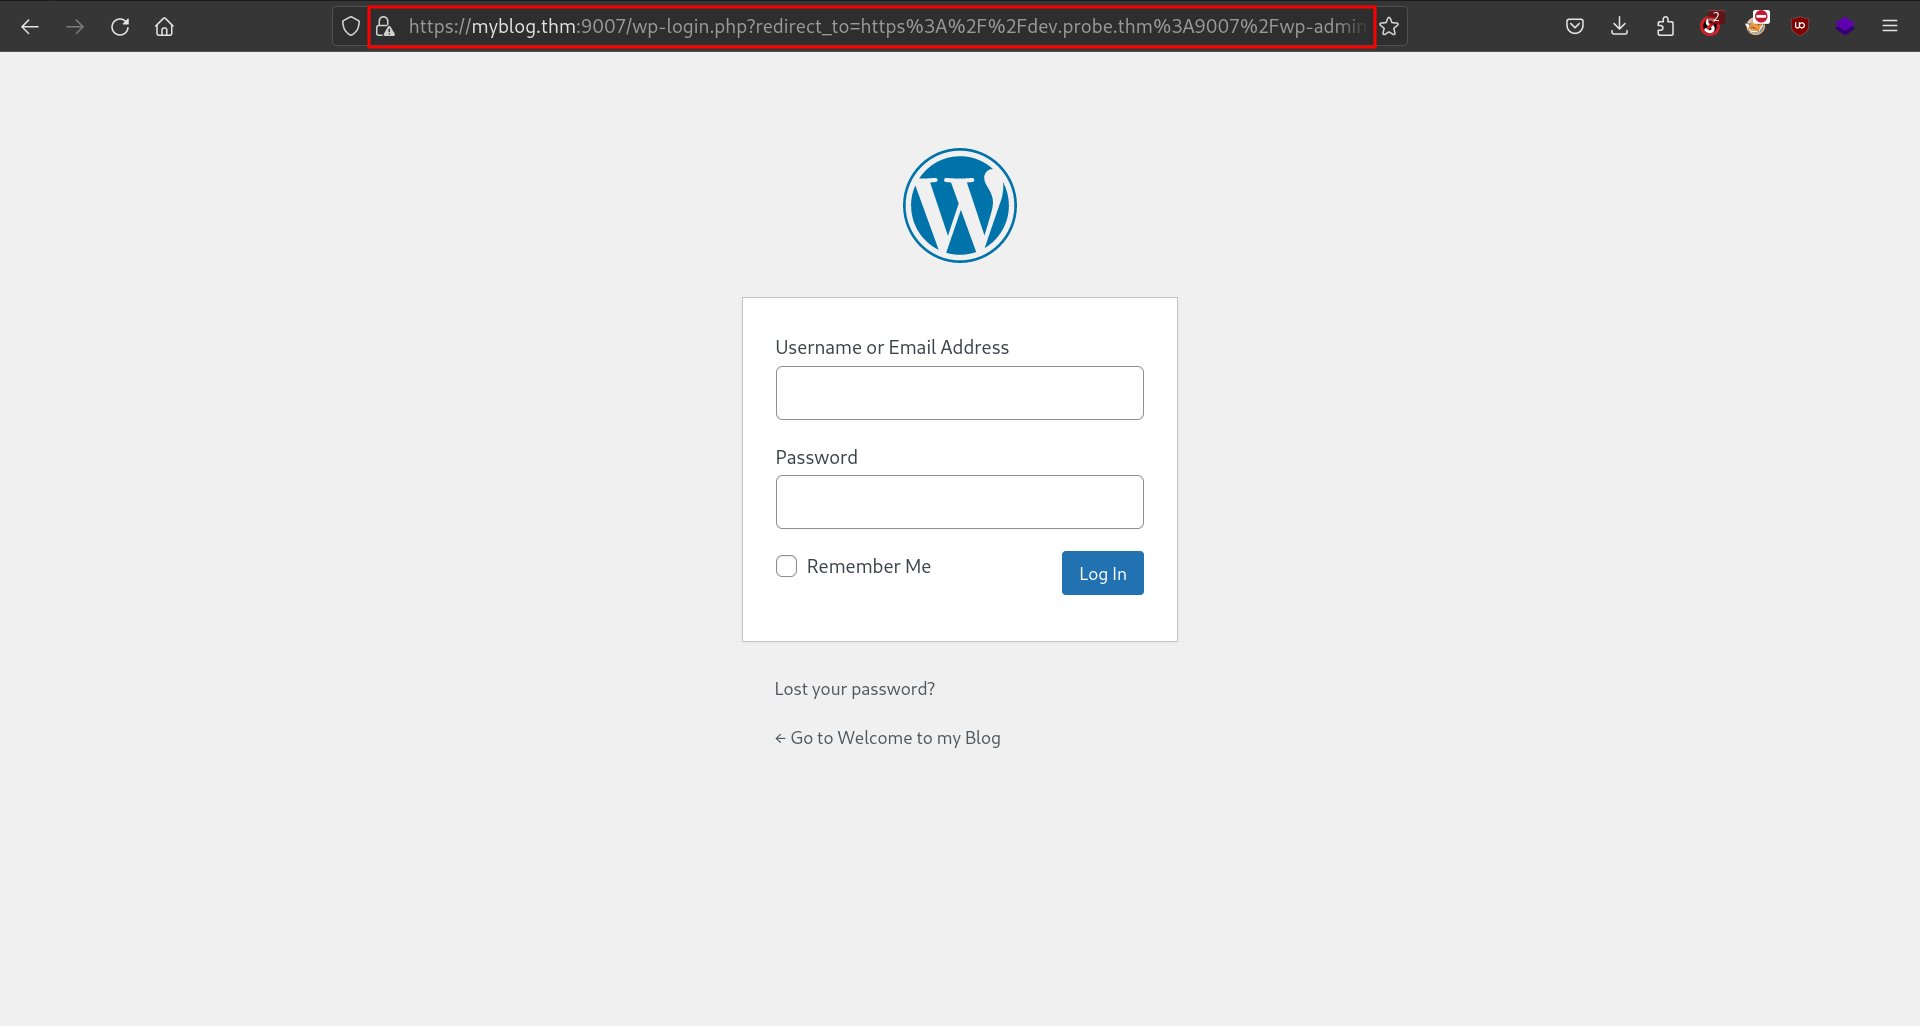 https://myblog.thm:9007/wp-login.php?redirect_to=https%3A%2F%2Fdev.probe.thm%3A9007%2Fwp-admin
2
Username or Email Address
Password
Remember Me
Log In
Lost your password?
← Go to Welcome to my Blog